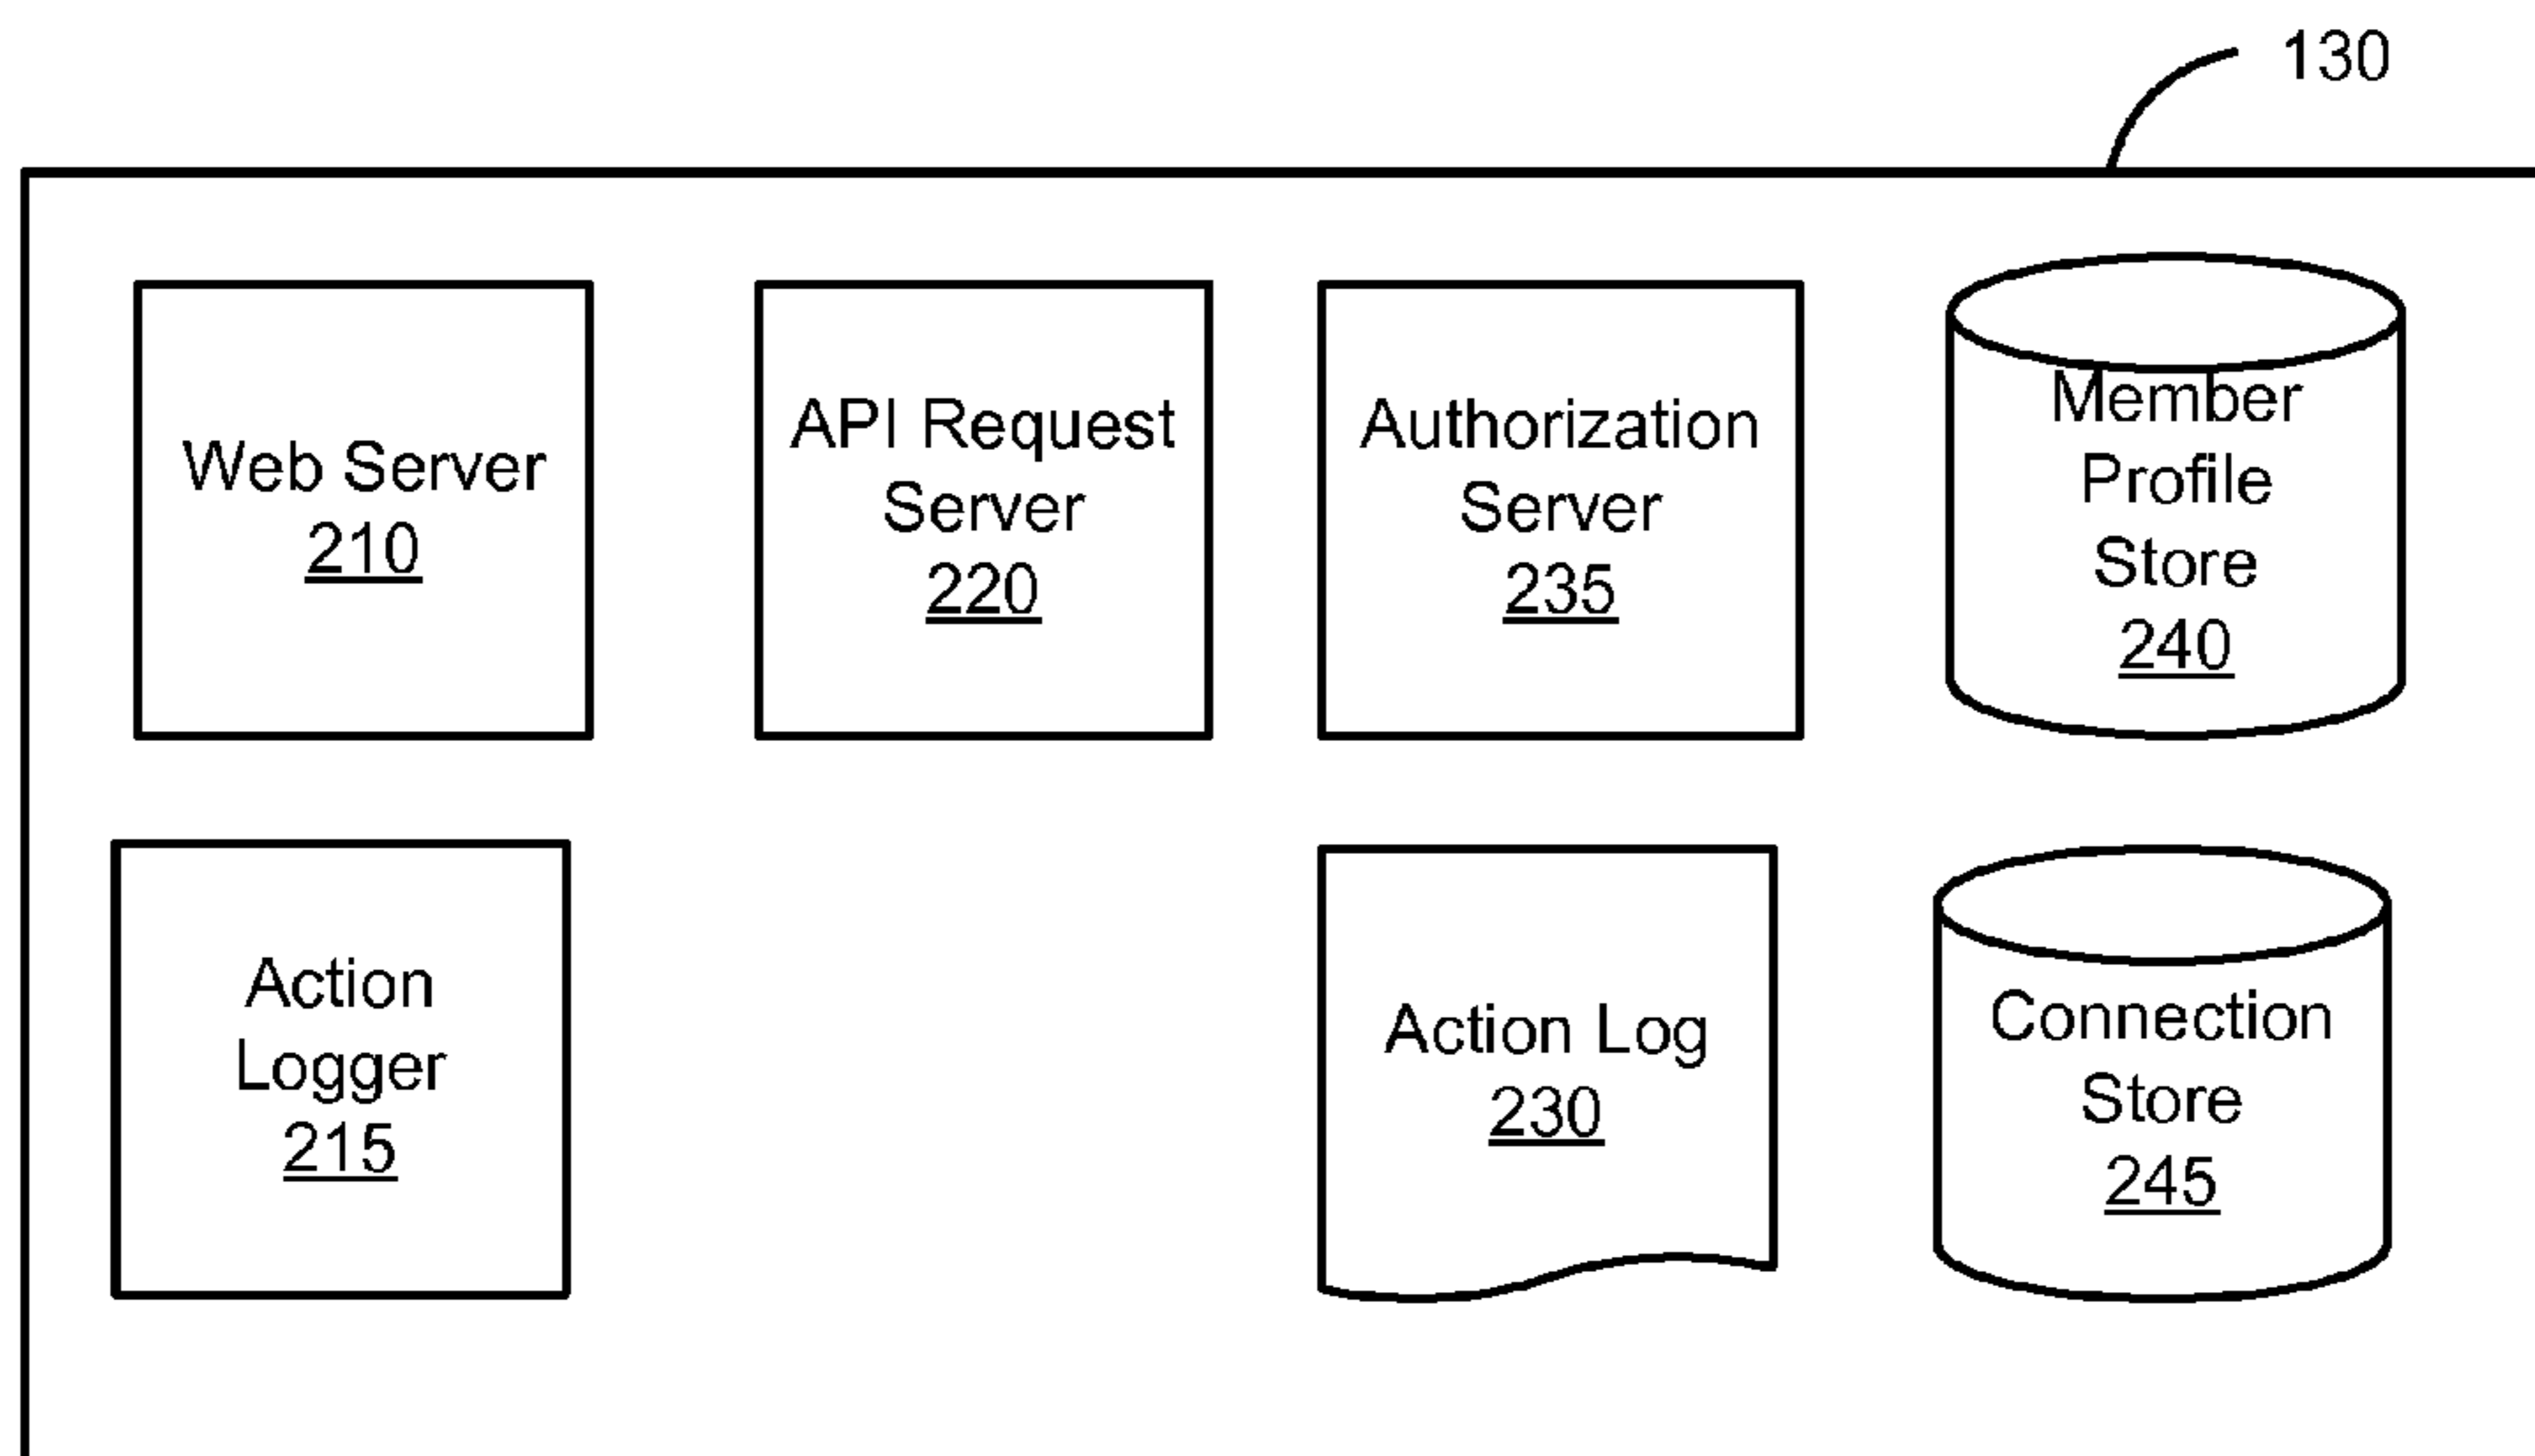 130
Web Server
210
API Request
Server
220
Authorization
Server
235
Member
Profile
Store
240
Action
Logger
215
Action Log
230
Connection
Store
245